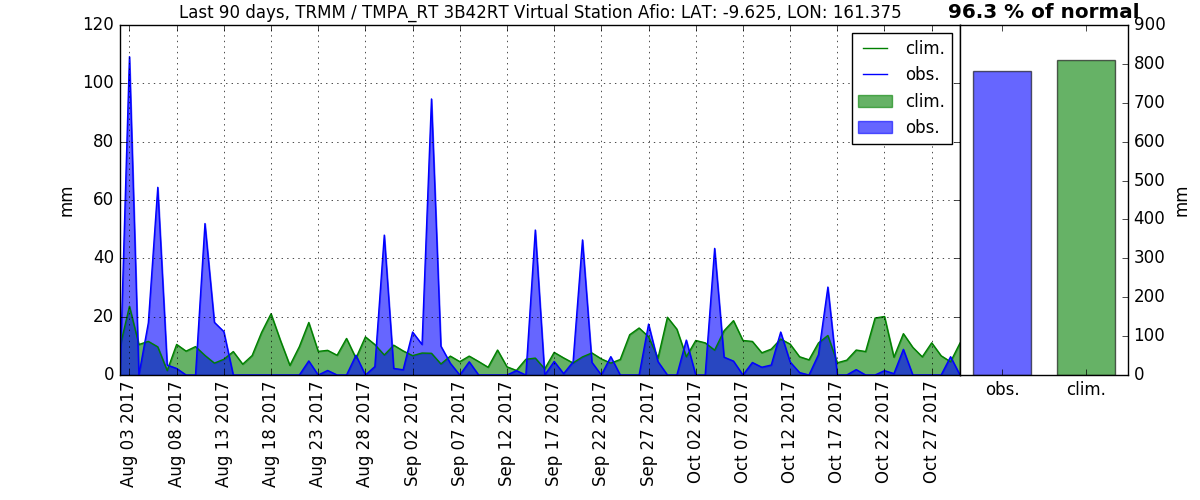 Last 90 days, TRMM / TMPA_RT 3B42RT Virtual Station Afio: LAT: -9.625, LON: 161.375
96.3 % of normal
120
100
80
60
40
20
0
mm
clim.
obs.
clim.
obs.
900
800
700
600
500
400
300
200
100
0
mm
Aug 03 2017
Aug 08 2017
Aug 13 2017
Aug 18 2017
Aug 23 2017
Aug 28 2017
Sep 02 2017
Sep 07 2017
Sep 12 2017
Sep 17 2017
Sep 22 2017
Sep 27 2017
Oct 02 2017
Oct 07 2017
Oct 12 2017
Oct 17 2017
Oct 22 2017
Oct 27 2017
obs.
clim.